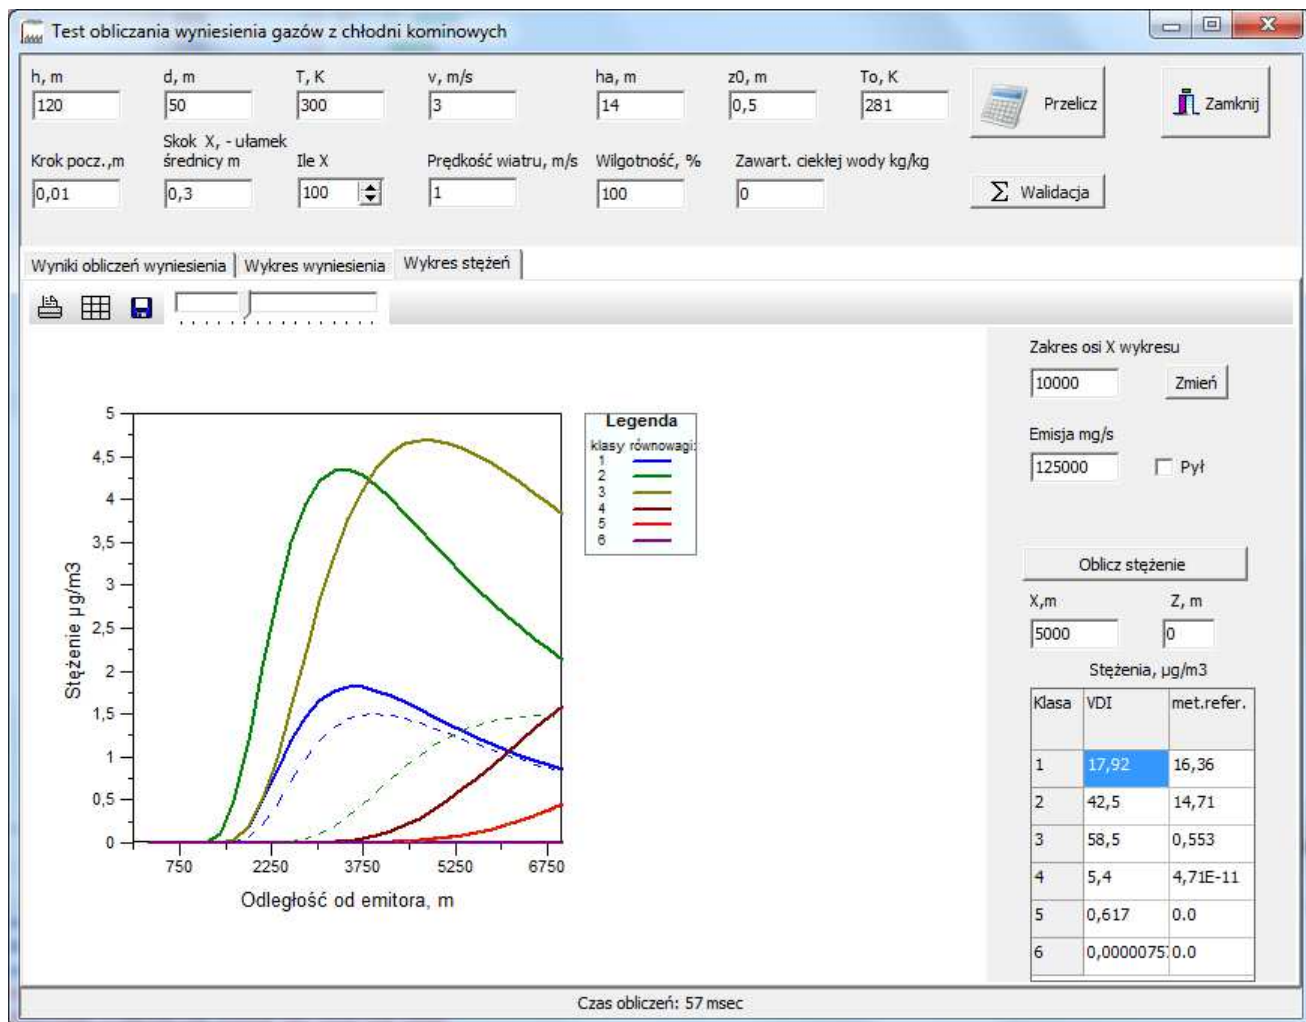 Test obliczania wyniesienia gazów z chłodni kominowych
h, m d, m T, K v, m/s ha, m z0, m To, K
120 50 300 3 14 0,5 281 Przelicz Zamknij
Krok pocz.,m Skok X, - ułamek średnicy m Ile X Prędkość wiatru, m/s Wilgotność, % Zawart. ciekłej wody kg/kg
0,01 0,3 100 1 100 0 Σ Walidacja
Wyniki obliczeń wyniesienia Wykres wyniesienia Wykres stężeń
Zakres osi X wykresu
10000 Zmień
Emisja mg/s
125000 Pył
Oblicz stężenie
X,m Z, m
5000 0
Stężenia, µg/m3
Klasa VDI met.refer.
1 17,92 16,36
2 42,5 14,71
3 58,5 0,553
4 5,4 4,71E-11
5 0,617 0.0
6 0,0000075 0.0
Stężenie µg/m3
5
4,5
4
3,5
3
2,5
2
1,5
1
0,5
0
750 2250 3750 5250 6750
Odległość od emitora, m
Legenda
klasy równowagi:
1
2
3
4
5
6
Czas obliczeń: 57 msec